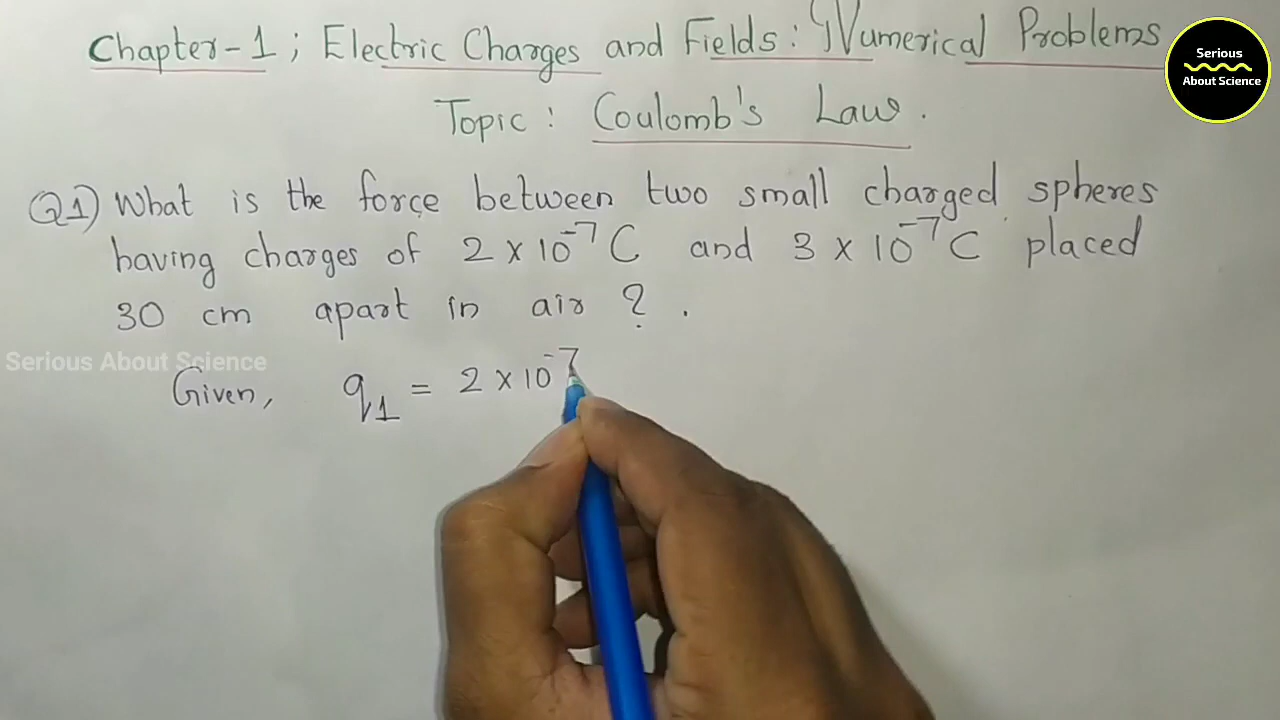 Chapter-1 ; Electric Charges and Fields : Numerical Problems
Serious
About Science
Topic : Coulomb's Law .
Q1) What is the force between two small charged spheres
having charges of 2 x 10⁻⁷ C and 3 x 10⁻⁷ C placed
30 cm apart in air ? .
Serious About Science
Given, q₁ = 2 x 10⁻⁷